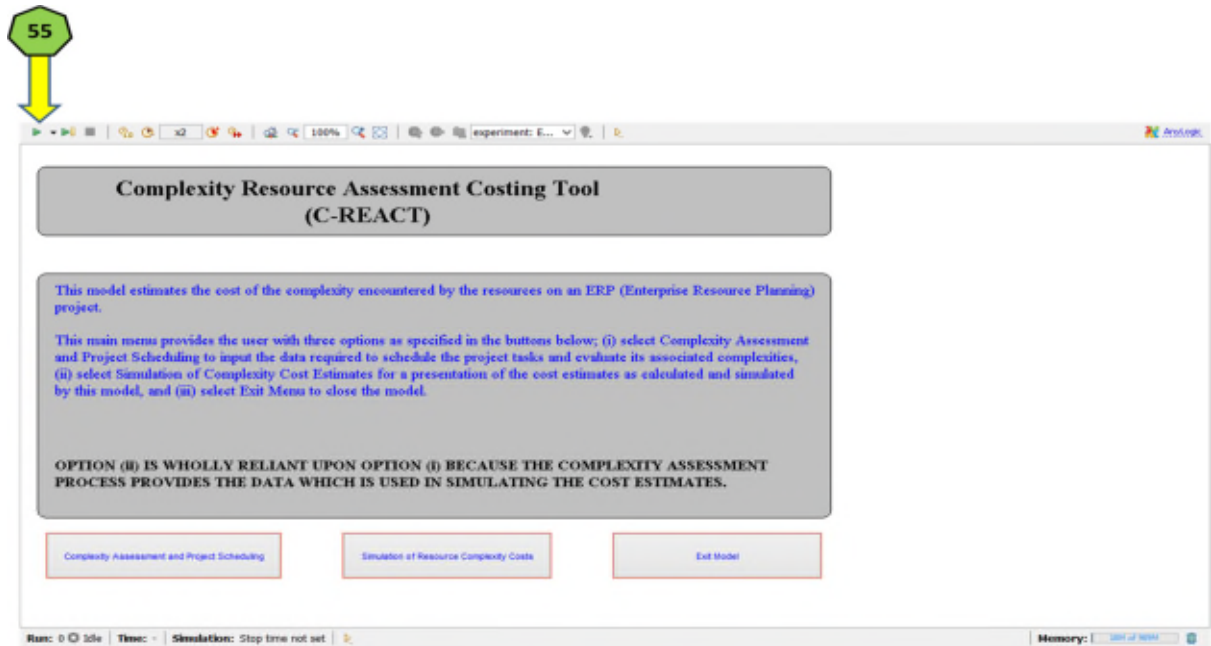 55
x2
100%
experiment: E...
AnyLogic
Complexity Resource Assessment Costing Tool
(C-REACT)
This model estimates the cost of the complexity encountered by the resources on an ERP (Enterprise Resource Planning)
project.
This main menu provides the user with three options as specified in the buttons below; (i) select Complexity Assessment
and Project Scheduling to input the data required to schedule the project tasks and evaluate its associated complexities,
(ii) select Simulation of Complexity Cost Estimates for a presentation of the cost estimates as calculated and simulated
by this model, and (iii) select Exit Menu to close the model.
OPTION (ii) IS WHOLLY RELIANT UPON OPTION (i) BECAUSE THE COMPLEXITY ASSESSMENT
PROCESS PROVIDES THE DATA WHICH IS USED IN SIMULATING THE COST ESTIMATES.
Complexity Assessment and Project Scheduling
Simulation of Resource Complexity Costs
Exit Model
Run: 0 Idle Time: - Simulation: Stop time not set Memory: